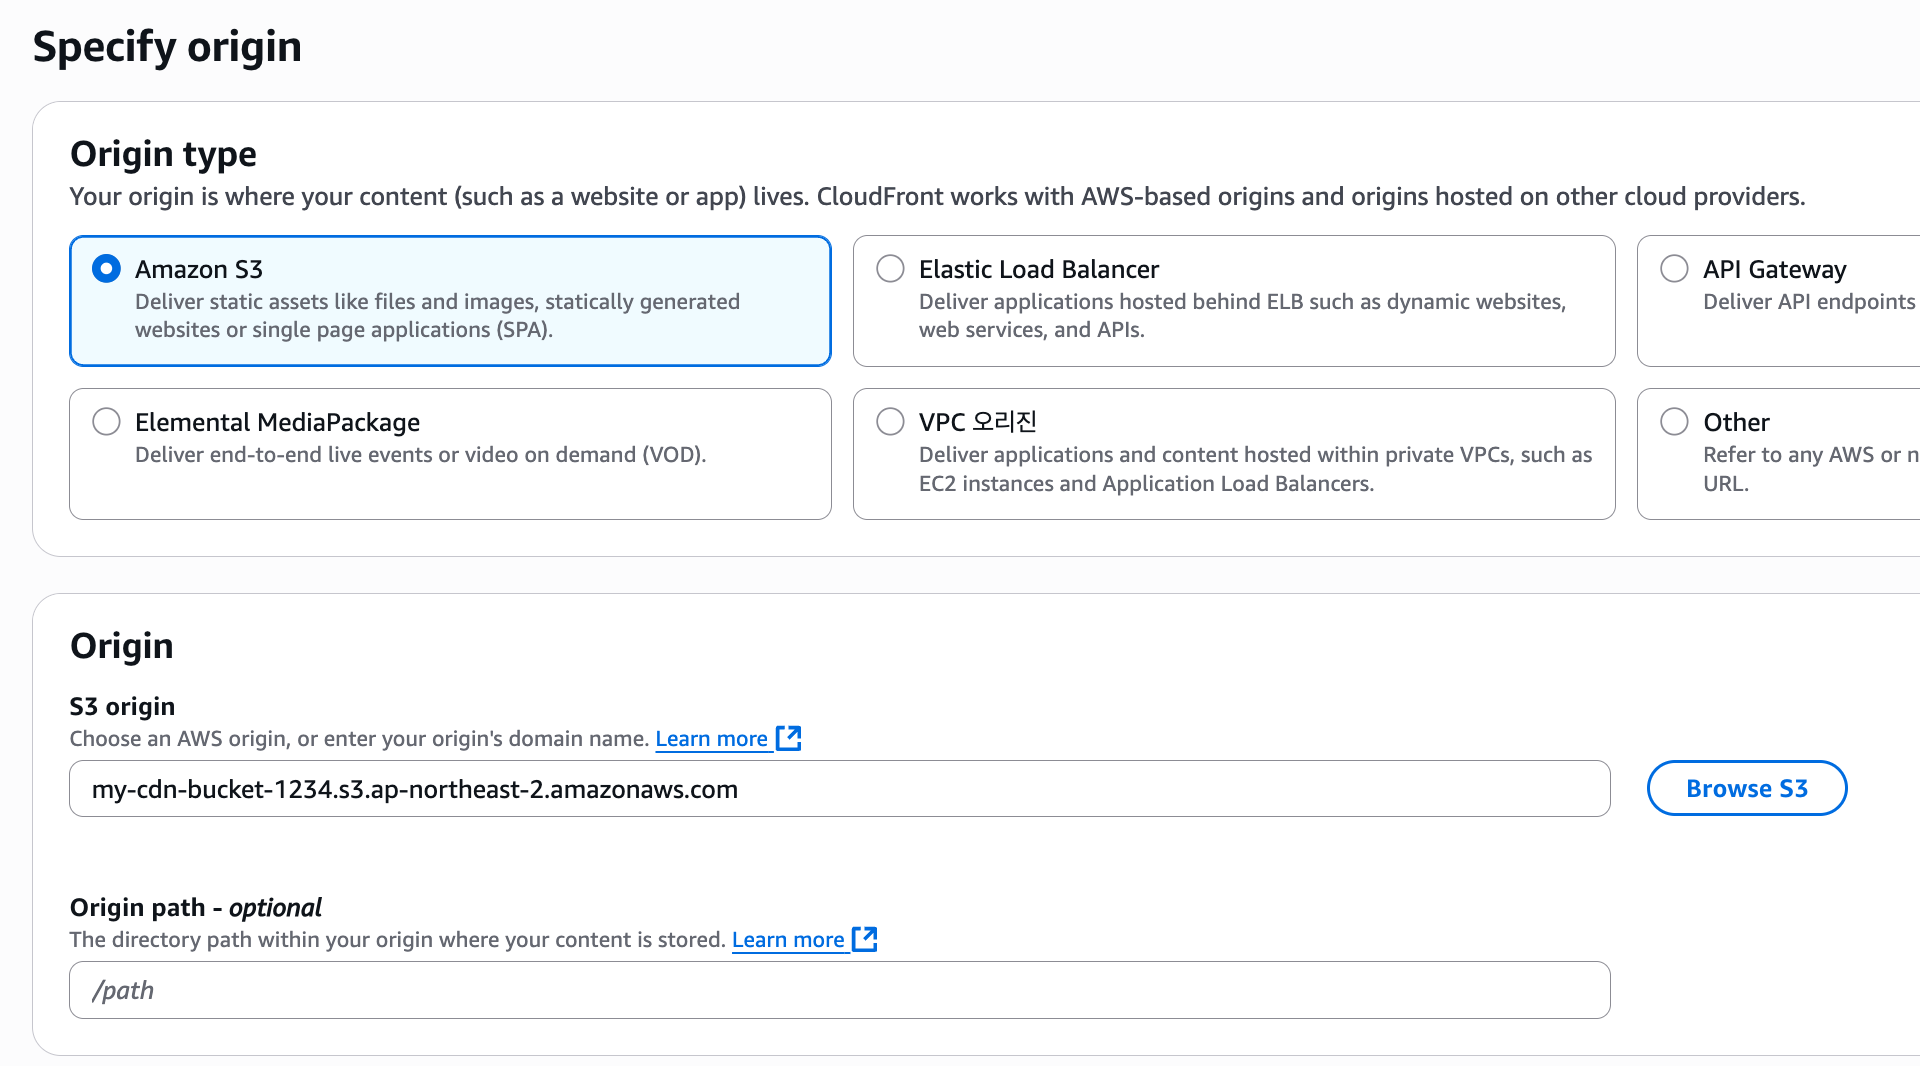 Specify origin
Origin type
Your origin is where your content (such as a website or app) lives. CloudFront works with AWS-based origins and origins hosted on other cloud providers.
Amazon S3
Deliver static assets like files and images, statically generated
websites or single page applications (SPA).
Elastic Load Balancer
Deliver applications hosted behind ELB such as dynamic websites,
web services, and APIs.
API Gateway
Deliver API endpoints
Elemental MediaPackage
Deliver end-to-end live events or video on demand (VOD).
VPC 오리진
Deliver applications and content hosted within private VPCs, such as
EC2 instances and Application Load Balancers.
Other
Refer to any AWS or
URL.
Origin
S3 origin
Choose an AWS origin, or enter your origin's domain name. Learn more
my-cdn-bucket-1234.s3.ap-northeast-2.amazonaws.com
Browse S3
Origin path - optional
The directory path within your origin where your content is stored. Learn more
/path